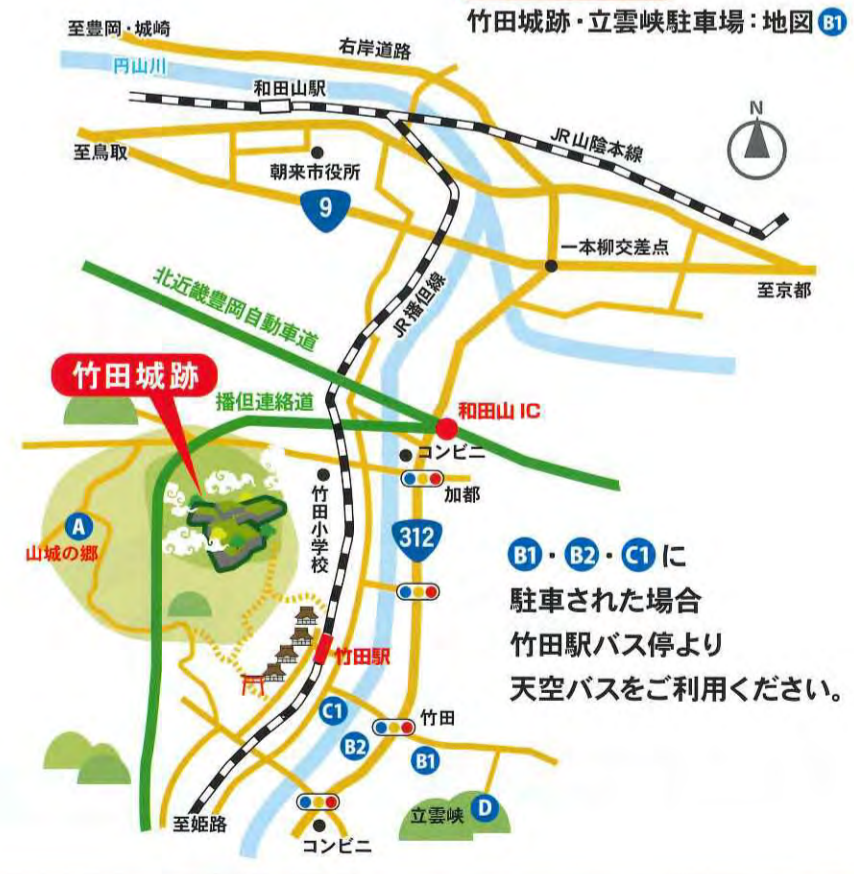 竹田城跡・立雲峡駐車場：地図 B1
至豊岡・城崎
右岸道路
円山川
和田山駅
N
JR山陰本線
至鳥取
朝来市役所
9
一本柳交差点
至京都
北近畿豊岡自動車道
JR播但線
竹田城跡
播但連絡道
和田山 IC
コンビニ
加都
竹田小学校
312
A
山城の郷
B1・B2・C1 に
駐車された場合
竹田駅バス停より
天空バスをご利用ください。
竹田駅
C1
竹田
B2
B1
立雲峡
D
至姫路
コンビニ